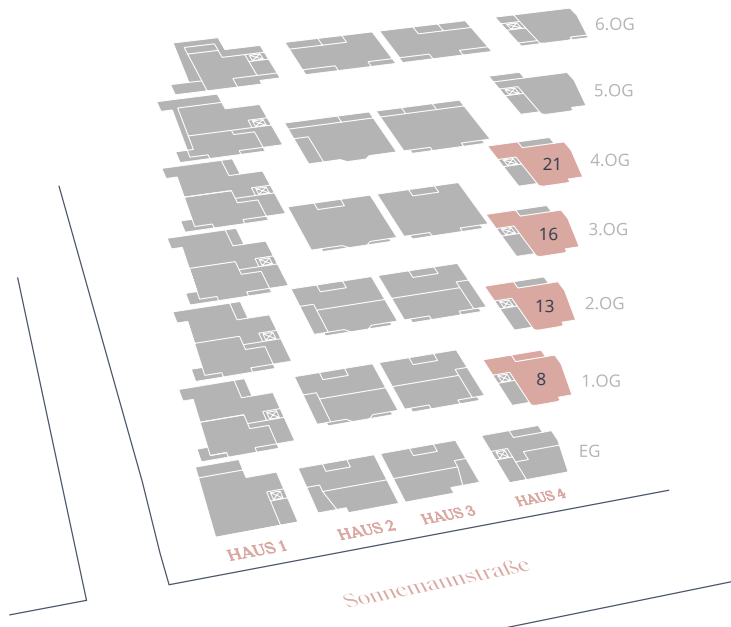 6.OG
5.OG
21 4.OG
16 3.OG
13 2.OG
8 1.OG
EG
HAUS 1 HAUS 2 HAUS 3 HAUS 4
Sonnemannstraße